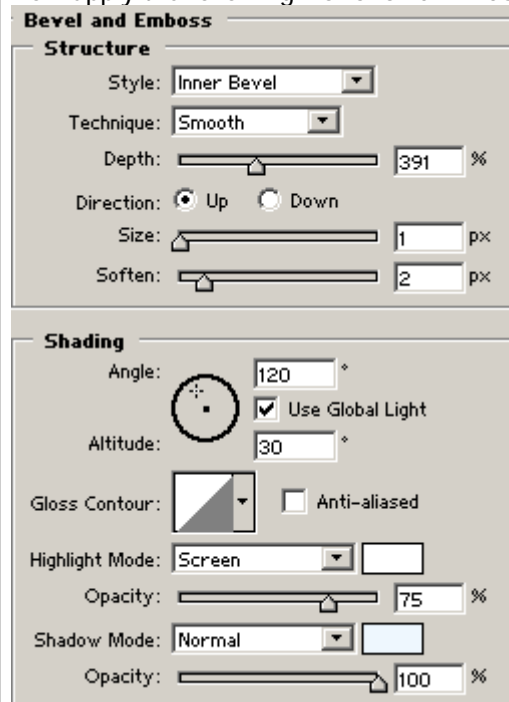 Bevel and Emboss
Structure
Style: Inner Bevel
Technique: Smooth
Depth: 391 %
Direction: Up Down
Size: 1 px
Soften: 2 px
Shading
Angle: 120 °
Use Global Light
Altitude: 30 °
Gloss Contour: Anti-aliased
Highlight Mode: Screen
Opacity: 75 %
Shadow Mode: Normal
Opacity: 100 %